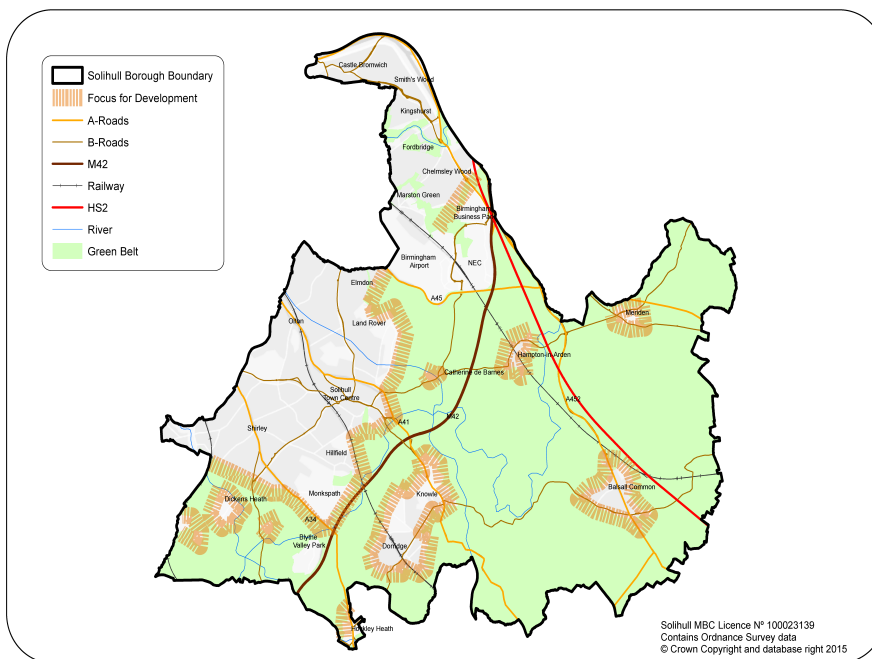 Solihull Borough Boundary
Focus for Development
A-Roads
B-Roads
M42
Railway
HS2
River
Green Belt
Castle Bromwich
Smith's Wood
Kingshurst
Fordbridge
Chelmsley Wood
Marston Green
Birmingham
Business Park
Birmingham
Airport
NEC
Elmdon
A45
Land Rover
Olton
Meriden
Hampton-in-Arden
Catherine de Barnes
Solihull
Town Centre
A452
M42
A41
Shirley
Hillfield
Balsall Common
Monkspath
Knowle
Dickens Heath
A34
Blythe
Valley Park
Dorridge
Hockley Heath
Solihull MBC Licence Nº 100023139
Contains Ordnance Survey data
© Crown Copyright and database right 2015